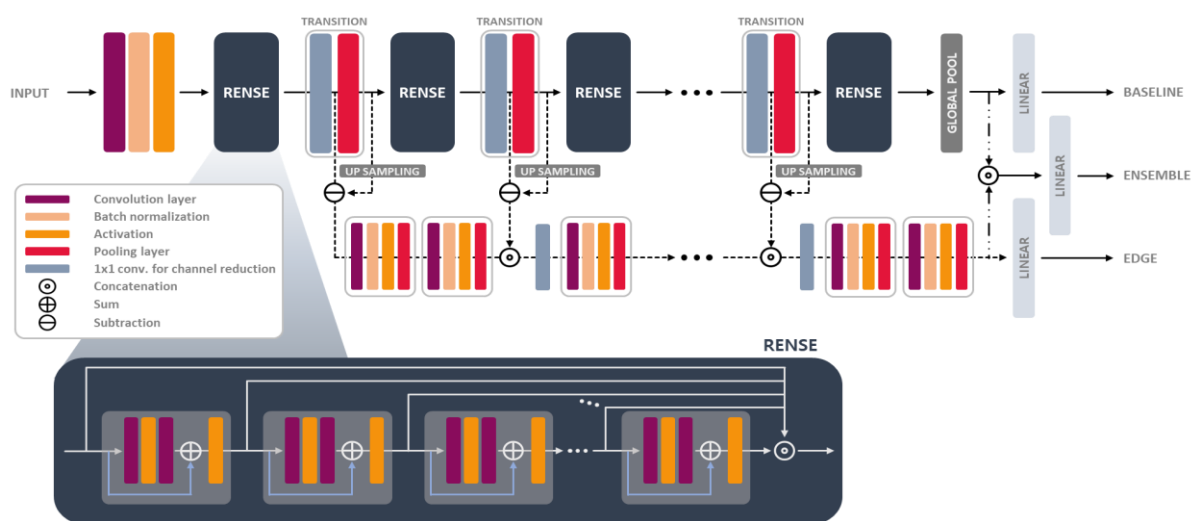 TRANSITION
TRANSITION
TRANSITION
INPUT
RENSE
RENSE
RENSE
RENSE
GLOBAL POOL
LINEAR
BASELINE
UP SAMPLING
UP SAMPLING
UP SAMPLING
LINEAR
ENSEMBLE
LINEAR
EDGE
Convolution layer
Batch normalization
Activation
Pooling layer
1x1 conv. for channel reduction
Concatenation
Sum
Subtraction
RENSE